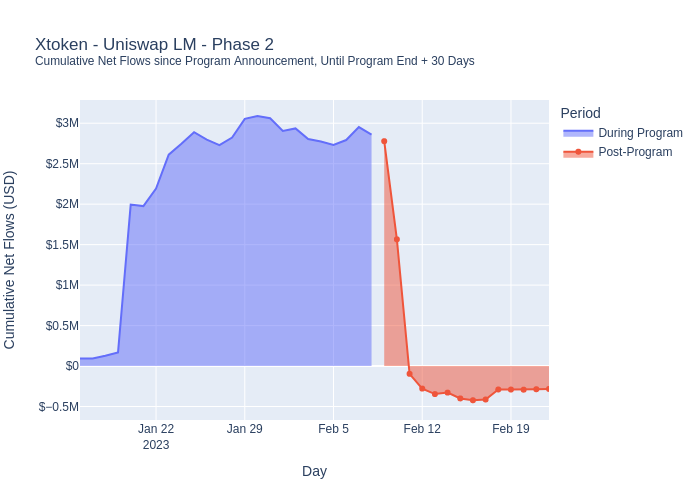 Xtoken - Uniswap LM - Phase 2
Cumulative Net Flows since Program Announcement, Until Program End + 30 Days
Period
During Program
Post-Program
Cumulative Net Flows (USD)
$3M
$2.5M
$2M
$1.5M
$1M
$0.5M
$0
$−0.5M
Jan 22
2023
Jan 29
Feb 5
Feb 12
Feb 19
Day